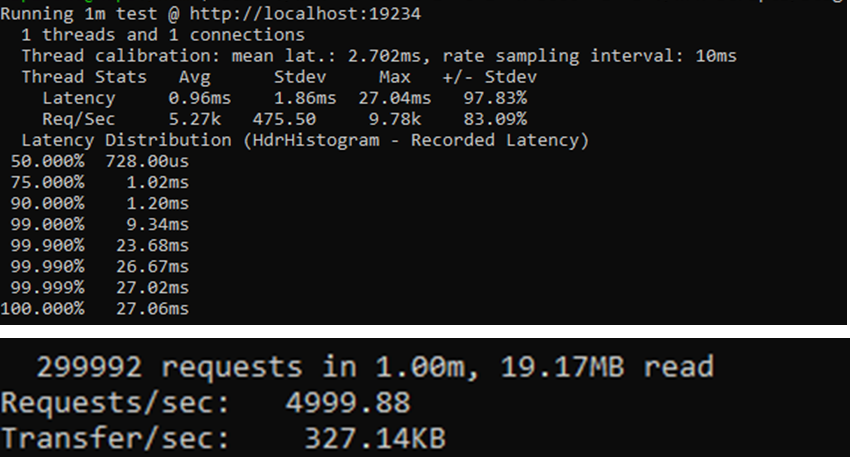 Running 1m test @ http://localhost:19234
1 threads and 1 connections
Thread calibration: mean lat.: 2.702ms, rate sampling interval: 10ms
Thread Stats Avg Stdev Max +/- Stdev
Latency 0.96ms 1.86ms 27.04ms 97.83%
Req/Sec 5.27k 475.50 9.78k 83.09%
Latency Distribution (HdrHistogram - Recorded Latency)
50.000% 728.00us
75.000% 1.02ms
90.000% 1.20ms
99.000% 9.34ms
99.900% 23.68ms
99.990% 26.67ms
99.999% 27.02ms
100.000% 27.06ms
299992 requests in 1.00m, 19.17MB read
Requests/sec: 4999.88
Transfer/sec: 327.14KB